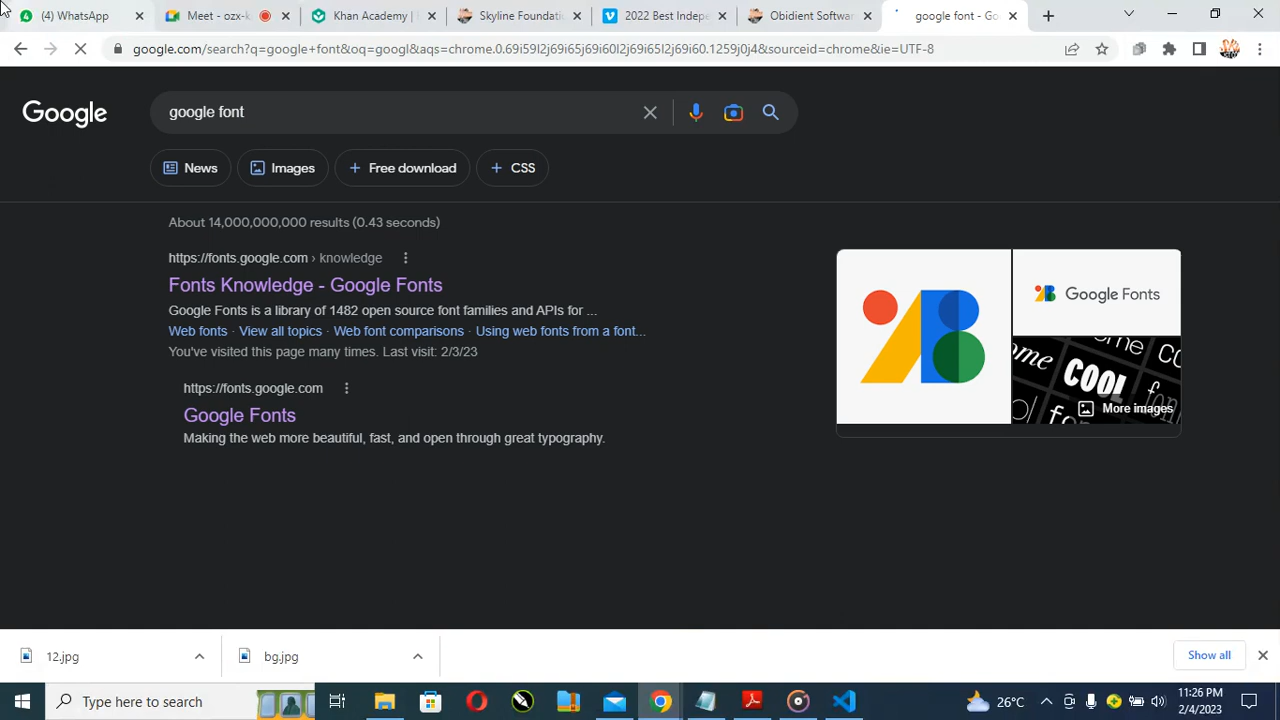 (4) WhatsApp
Meet - ozx-k
Khan Academy |
Skyline Foundati
2022 Best Indepe
Obidient Softwar
google font - Go
google.com/search?q=google+font&oq=googl&aqs=chrome.0.69i59l2j69i65j69i60l2j69i65l2j69i60.1259j0j4&sourceid=chrome&ie=UTF-8
Google
google font
News
Images
Free download
CSS
About 14,000,000,000 results (0.43 seconds)
https://fonts.google.com › knowledge
Fonts Knowledge - Google Fonts
Google Fonts is a library of 1482 open source font families and APIs for ...
Web fonts · View all topics · Web font comparisons · Using web fonts from a font...
You've visited this page many times. Last visit: 2/3/23
https://fonts.google.com
Google Fonts
Making the web more beautiful, fast, and open through great typography.
Google Fonts
COOL
More images
12.jpg
bg.jpg
Show all
Type here to search
26°C
11:26 PM
2/4/2023